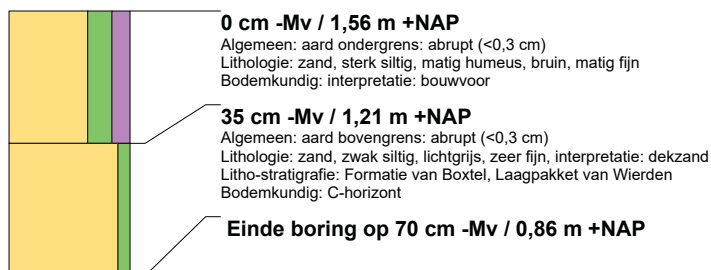 0 cm -Mv / 1,56 m +NAP
Algemeen: aard ondergrens: abrupt (<0,3 cm)
Lithologie: zand, sterk siltig, matig humeus, bruin, matig fijn
Bodemkundig: interpretatie: bouwvoor
35 cm -Mv / 1,21 m +NAP
Algemeen: aard bovengrens: abrupt (<0,3 cm)
Lithologie: zand, zwak siltig, lichtgrijs, zeer fijn, interpretatie: dekzand
Litho-stratigrafie: Formatie van Boxtel, Laagpakket van Wierden
Bodemkundig: C-horizont
Einde boring op 70 cm -Mv / 0,86 m +NAP